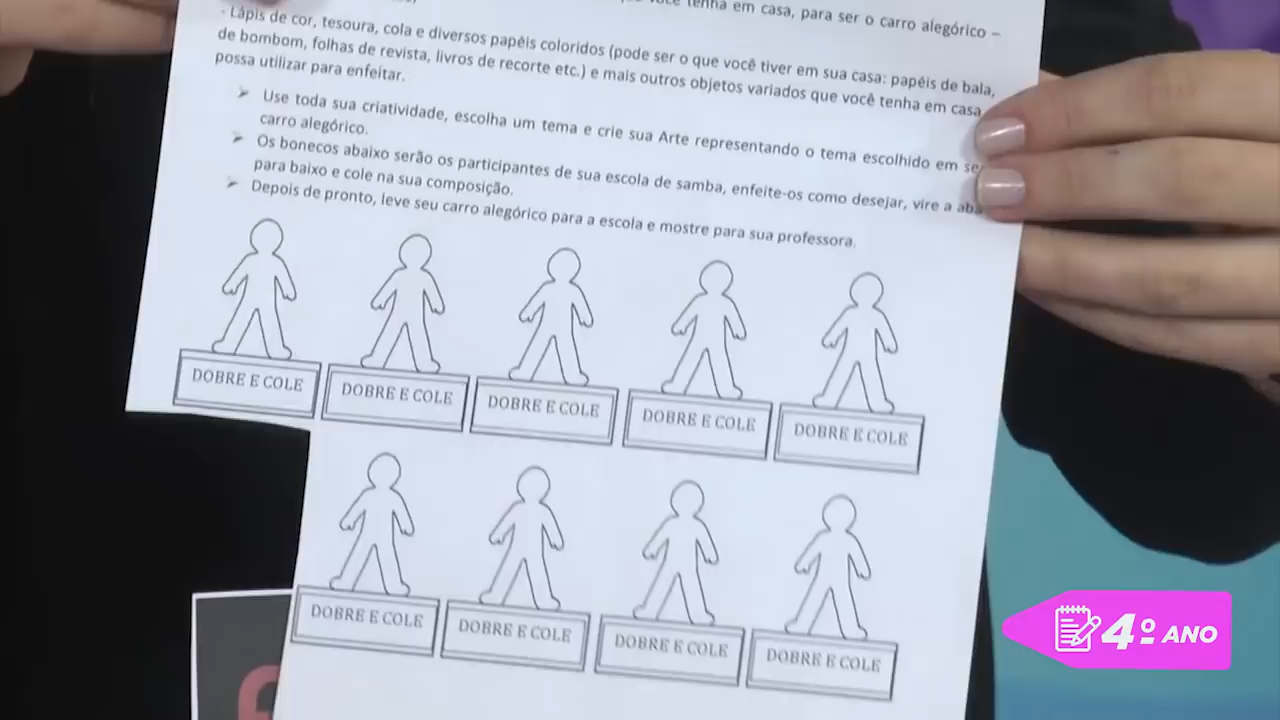 tenha em casa, para ser o carro alegórico –
- Lápis de cor, tesoura, cola e diversos papéis coloridos (pode ser o que você tiver em sua casa: papéis de bala,
de bombom, folhas de revista, livros de recorte etc.) e mais outros objetos variados que você tenha em casa
possa utilizar para enfeitar.
➢ Use toda sua criatividade, escolha um tema e crie sua Arte representando o tema escolhido em
carro alegórico.
➢ Os bonecos abaixo serão os participantes de sua escola de samba, enfeite-os como desejar, vire a aba
para baixo e cole na sua composição.
➢ Depois de pronto, leve seu carro alegórico para a escola e mostre para sua professora.
DOBRE E COLE DOBRE E COLE DOBRE E COLE DOBRE E COLE DOBRE E COLE
DOBRE E COLE DOBRE E COLE DOBRE E COLE DOBRE E COLE
4º ANO